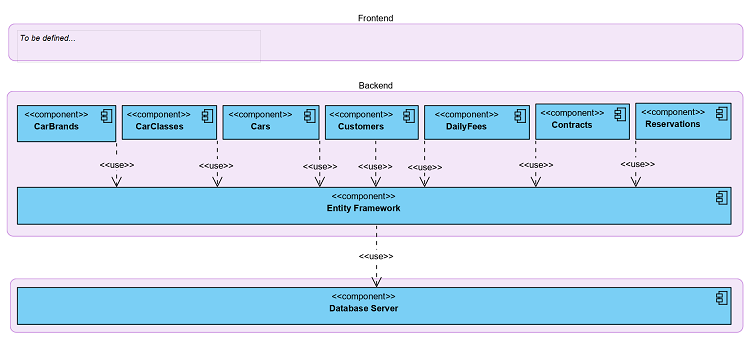 Frontend
To be defined...
Backend
<<component>>
CarBrands
<<component>>
CarClasses
<<component>>
Cars
<<component>>
Customers
<<component>>
DailyFees
<<component>>
Contracts
<<component>>
Reservations
<<use>>
<<use>>
<<use>>
<<use>>
<<use>>
<<use>>
<<use>>
<<component>>
Entity Framework
<<use>>
<<component>>
Database Server